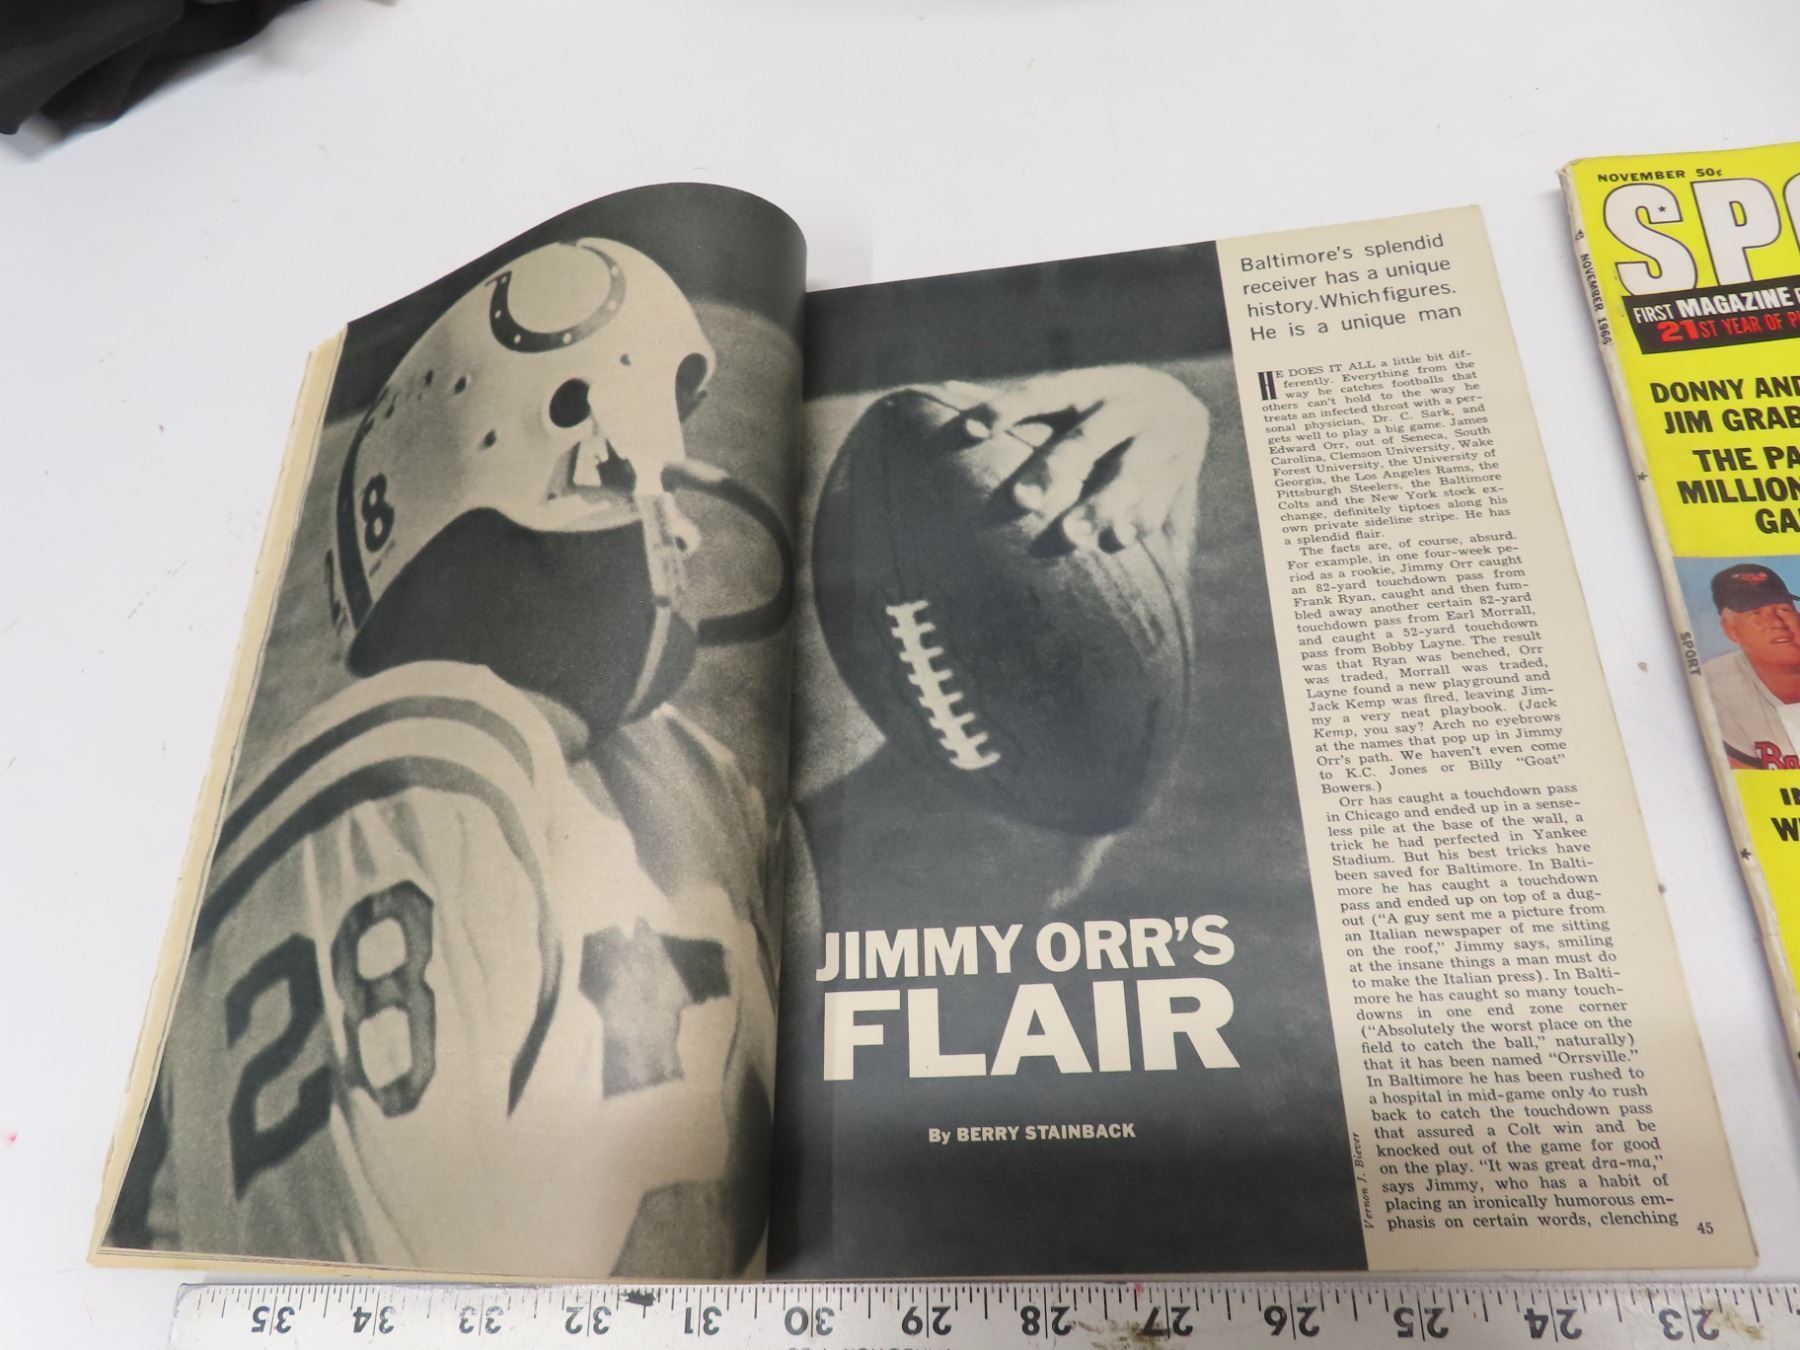 8
28
JIMMY ORR'S
FLAIR
By BERRY STAINBACK
Baltimore's splendid
receiver has a unique
history. Which figures.
He is a unique man
HE DOES IT ALL a little bit dif-
ferently. Everything from the
way he catches footballs that
others can't hold to the way he
treats an infected throat with a per-
sonal physician, Dr. C. Sark, and
gets well to play a big game. James
Edward Orr, out of Seneca, South
Carolina, Clemson University, Wake
Forest University, the University of
Georgia, the Los Angeles Rams, the
Pittsburgh Steelers, the Baltimore
Colts and the New York stock ex-
change, definitely tiptoes along his
own private sideline stripe. He has
a splendid flair.
The facts are, of course, absurd.
For example, in one four-week pe-
riod as a rookie, Jimmy Orr caught
an 82-yard touchdown pass from
Frank Ryan, caught and then fum-
bled away another certain 82-yard
touchdown pass from Earl Morrall,
and caught a 52-yard touchdown
pass from Bobby Layne. The result
was that Ryan was benched, Orr
was traded, Morrall was traded,
Layne found a new playground and
Jack Kemp was fired, leaving Jim-
my a very neat playbook. (Jack
Kemp, you say? Arch no eyebrows
at the names that pop up in Jimmy
Orr's path. We haven't even come
to K.C. Jones or Billy "Goat"
Bowers.)
Orr has caught a touchdown pass
in Chicago and ended up in a sense-
less pile at the base of the wall, a
trick he had perfected in Yankee
Stadium. But his best tricks have
been saved for Baltimore. In Balti-
more he has caught a touchdown
pass and ended up on top of a dug-
out ("A guy sent me a picture from
an Italian newspaper of me sitting
on the roof," Jimmy says, smiling
at the insane things a man must do
to make the Italian press). In Balti-
more he has caught so many touch-
downs in one end zone corner
("Absolutely the worst place on the
field to catch the ball," naturally)
that it has been named "Orrsville."
In Baltimore he has been rushed to
a hospital in mid-game only to rush
back to catch the touchdown pass
that assured a Colt win and be
knocked out of the game for good
on the play. "It was great dra-ma,"
says Jimmy, who has a habit of
placing an ironically humorous em-
phasis on certain words, clenching
45
Vernon J. Biever
NOVEMBER 50¢
SPO
FIRST MAGAZINE
21ST YEAR OF
DONNY AND
JIM GRAB
THE PA
MILLION
GA
NOVEMBER 1966
SPORT
35 34 33 32 31 30 29 28 27 26 25 24 23